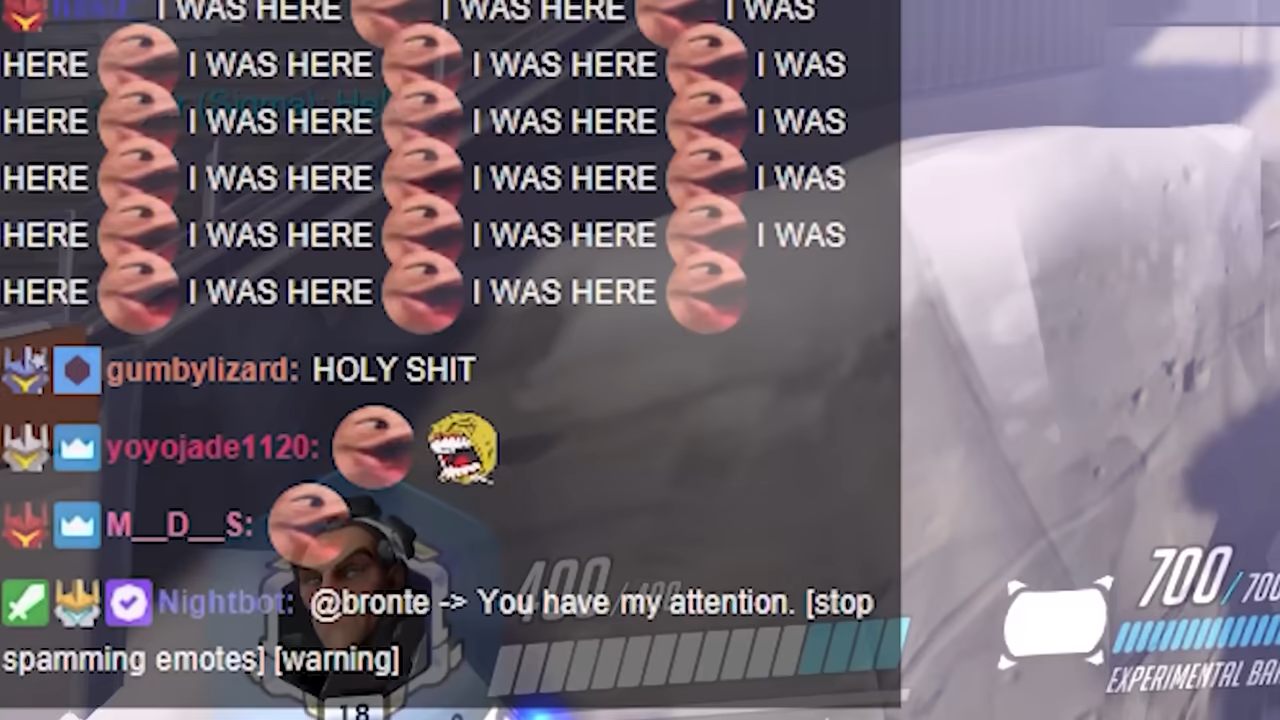 I WAS HERE I WAS HERE I WAS
HERE I WAS HERE I WAS HERE I WAS
HERE I WAS HERE I WAS HERE I WAS
HERE I WAS HERE I WAS HERE I WAS
HERE I WAS HERE I WAS HERE I WAS
HERE I WAS HERE I WAS HERE
gumbylizard: HOLY SHIT
yoyojade1120:
M__D__S:
Nightbot: @bronte -> You have my attention. [stop
spamming emotes] [warning]
400 / 400
700 / 700
EXPERIMENTAL
18